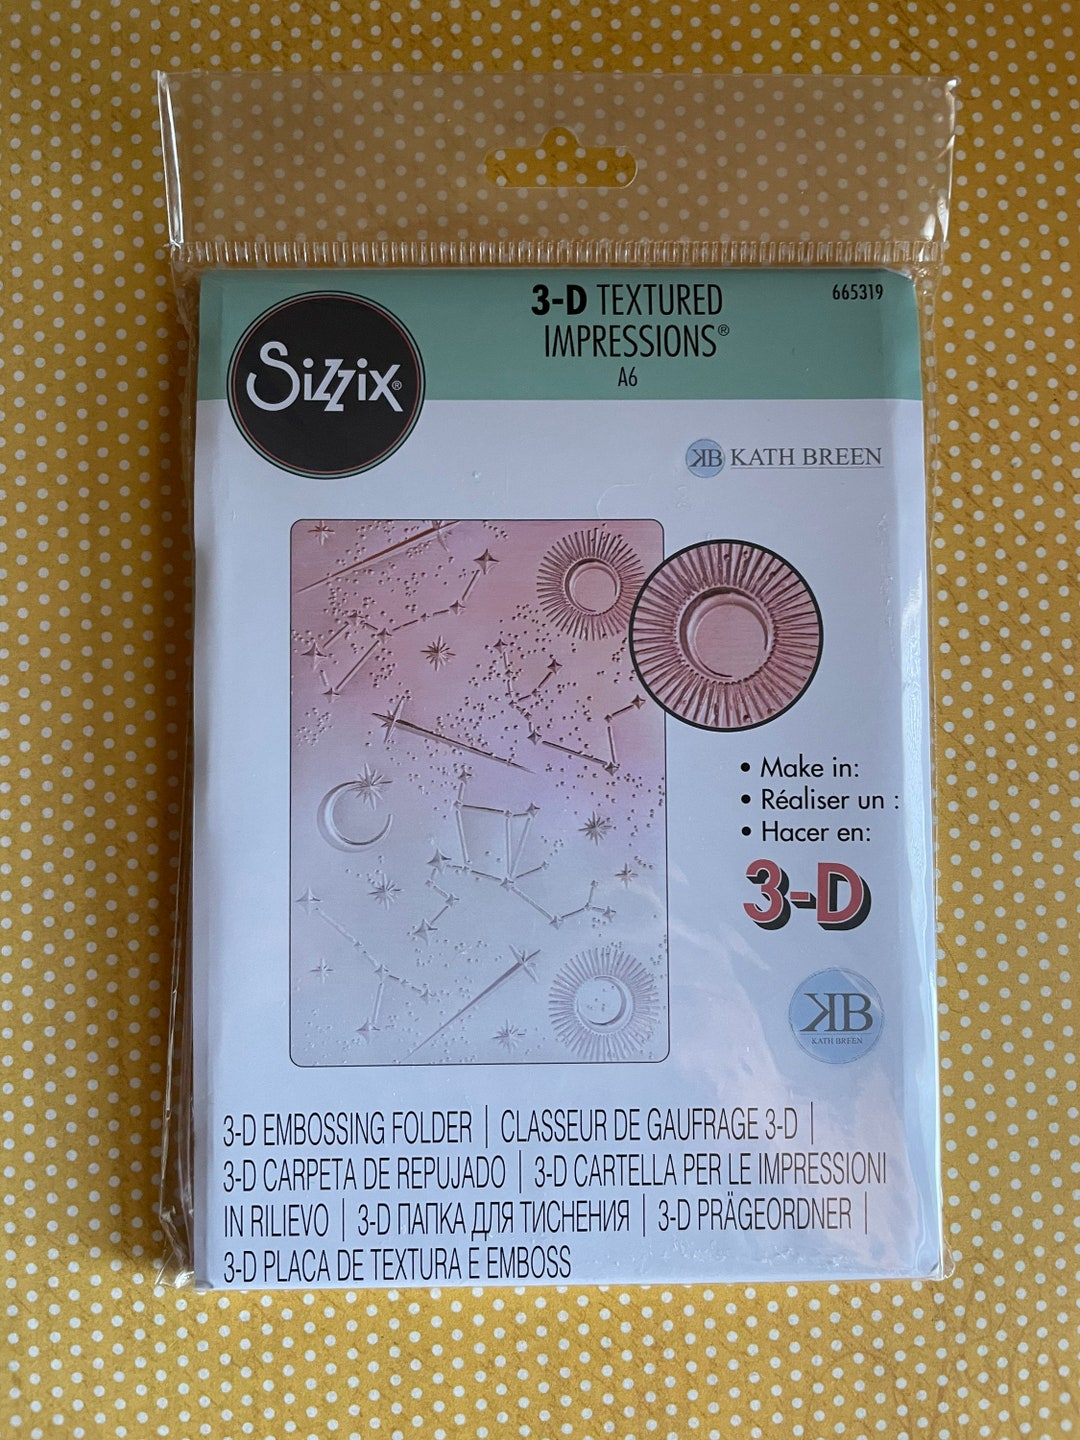 3-D TEXTURED
IMPRESSIONS®
A6
665319
Sizzix®
KB KATH BREEN
• Make in:
• Réaliser un :
• Hacer en:
3-D
KB
KATH BREEN
3-D EMBOSSING FOLDER | CLASSEUR DE GAUFRAGE 3-D |
3-D CARPETA DE REPUJADO | 3-D CARTELLA PER LE IMPRESSIONI
IN RILIEVO | 3-D ПАПКА ДЛЯ ТИСНЕНИЯ | 3-D PRÄGEORDNER |
3-D PLACA DE TEXTURA E EMBOSS